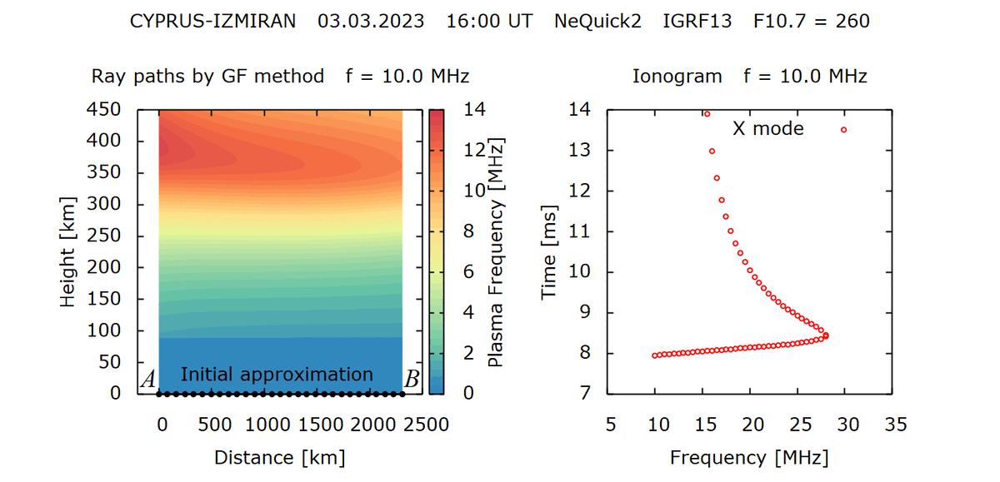 CYPRUS-IZMIRAN 03.03.2023 16:00 UT NeQuick2 IGRF13 F10.7 = 260
Ray paths by GF method f = 10.0 MHz
450
400
350
300
250
200
150
100
50
0
Height [km]
A
Initial approximation
B
0 500 1000 1500 2000 2500
Distance [km]
14
12
10
8
6
4
2
0
Plasma Frequency [MHz]
Ionogram f = 10.0 MHz
X mode
14
13
12
11
10
9
8
7
Time [ms]
5 10 15 20 25 30 35
Frequency [MHz]